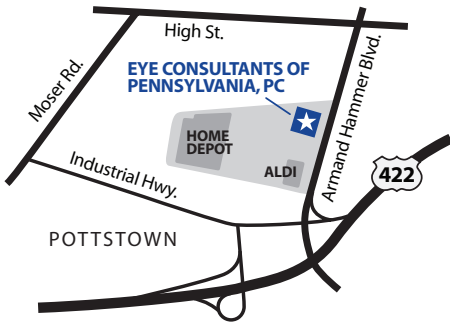 High St.
Moser Rd.
EYE CONSULTANTS OF
PENNSYLVANIA, PC
Armand Hammer Blvd.
HOME
DEPOT
ALDI
Industrial Hwy.
422
POTTSTOWN